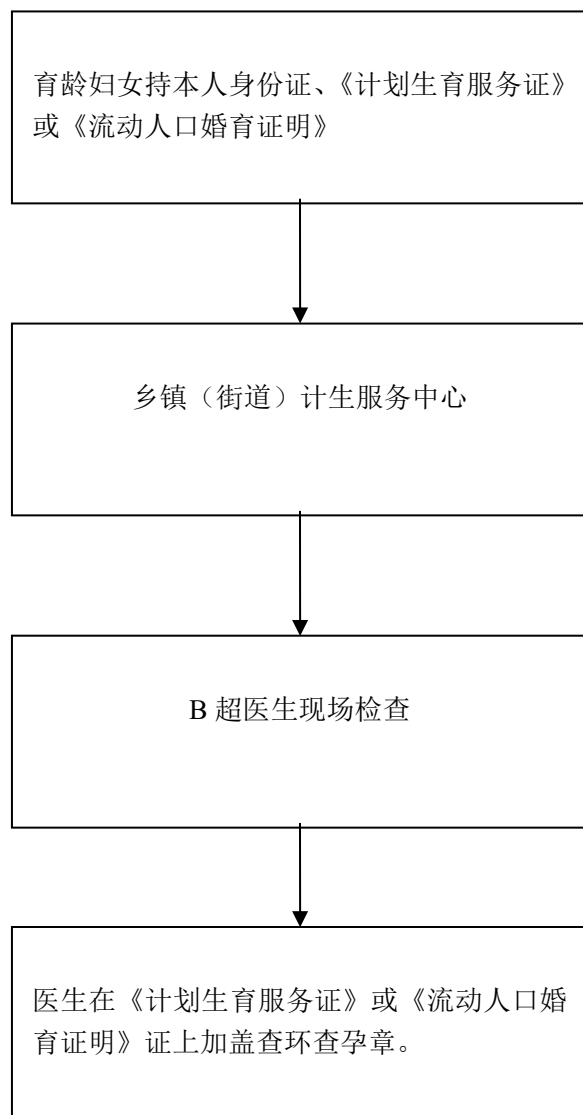 育龄妇女持本人身份证、《计划生育服务证》
或《流动人口婚育证明》
乡镇（街道）计生服务中心
B 超医生现场检查
医生在《计划生育服务证》或《流动人口婚
育证明》证上加盖查环查孕章。